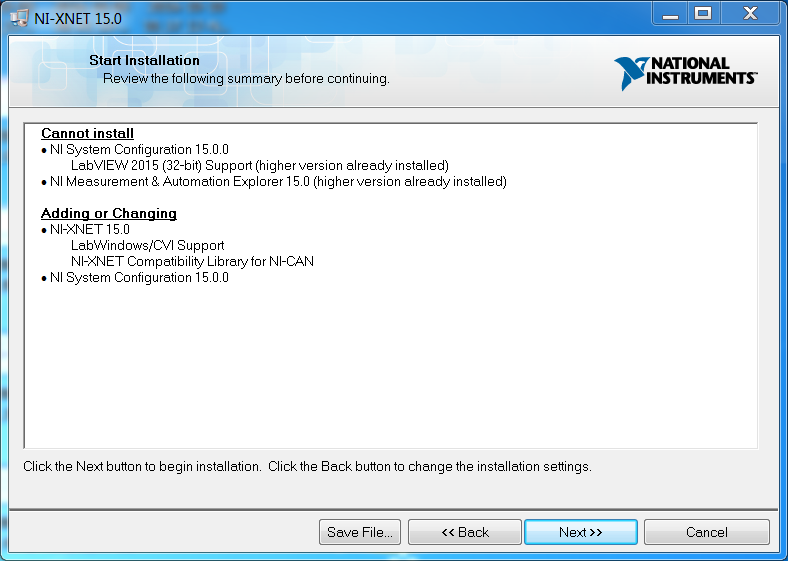 NI-XNET 15.0
Start Installation
Review the following summary before continuing.
NATIONAL
INSTRUMENTS™
Cannot install
• NI System Configuration 15.0.0
LabVIEW 2015 (32-bit) Support (higher version already installed)
• NI Measurement & Automation Explorer 15.0 (higher version already installed)
Adding or Changing
• NI-XNET 15.0
LabWindows/CVI Support
NI-XNET Compatibility Library for NI-CAN
• NI System Configuration 15.0.0
Click the Next button to begin installation.  Click the Back button to change the installation settings.
Save File...
<< Back
Next >>
Cancel